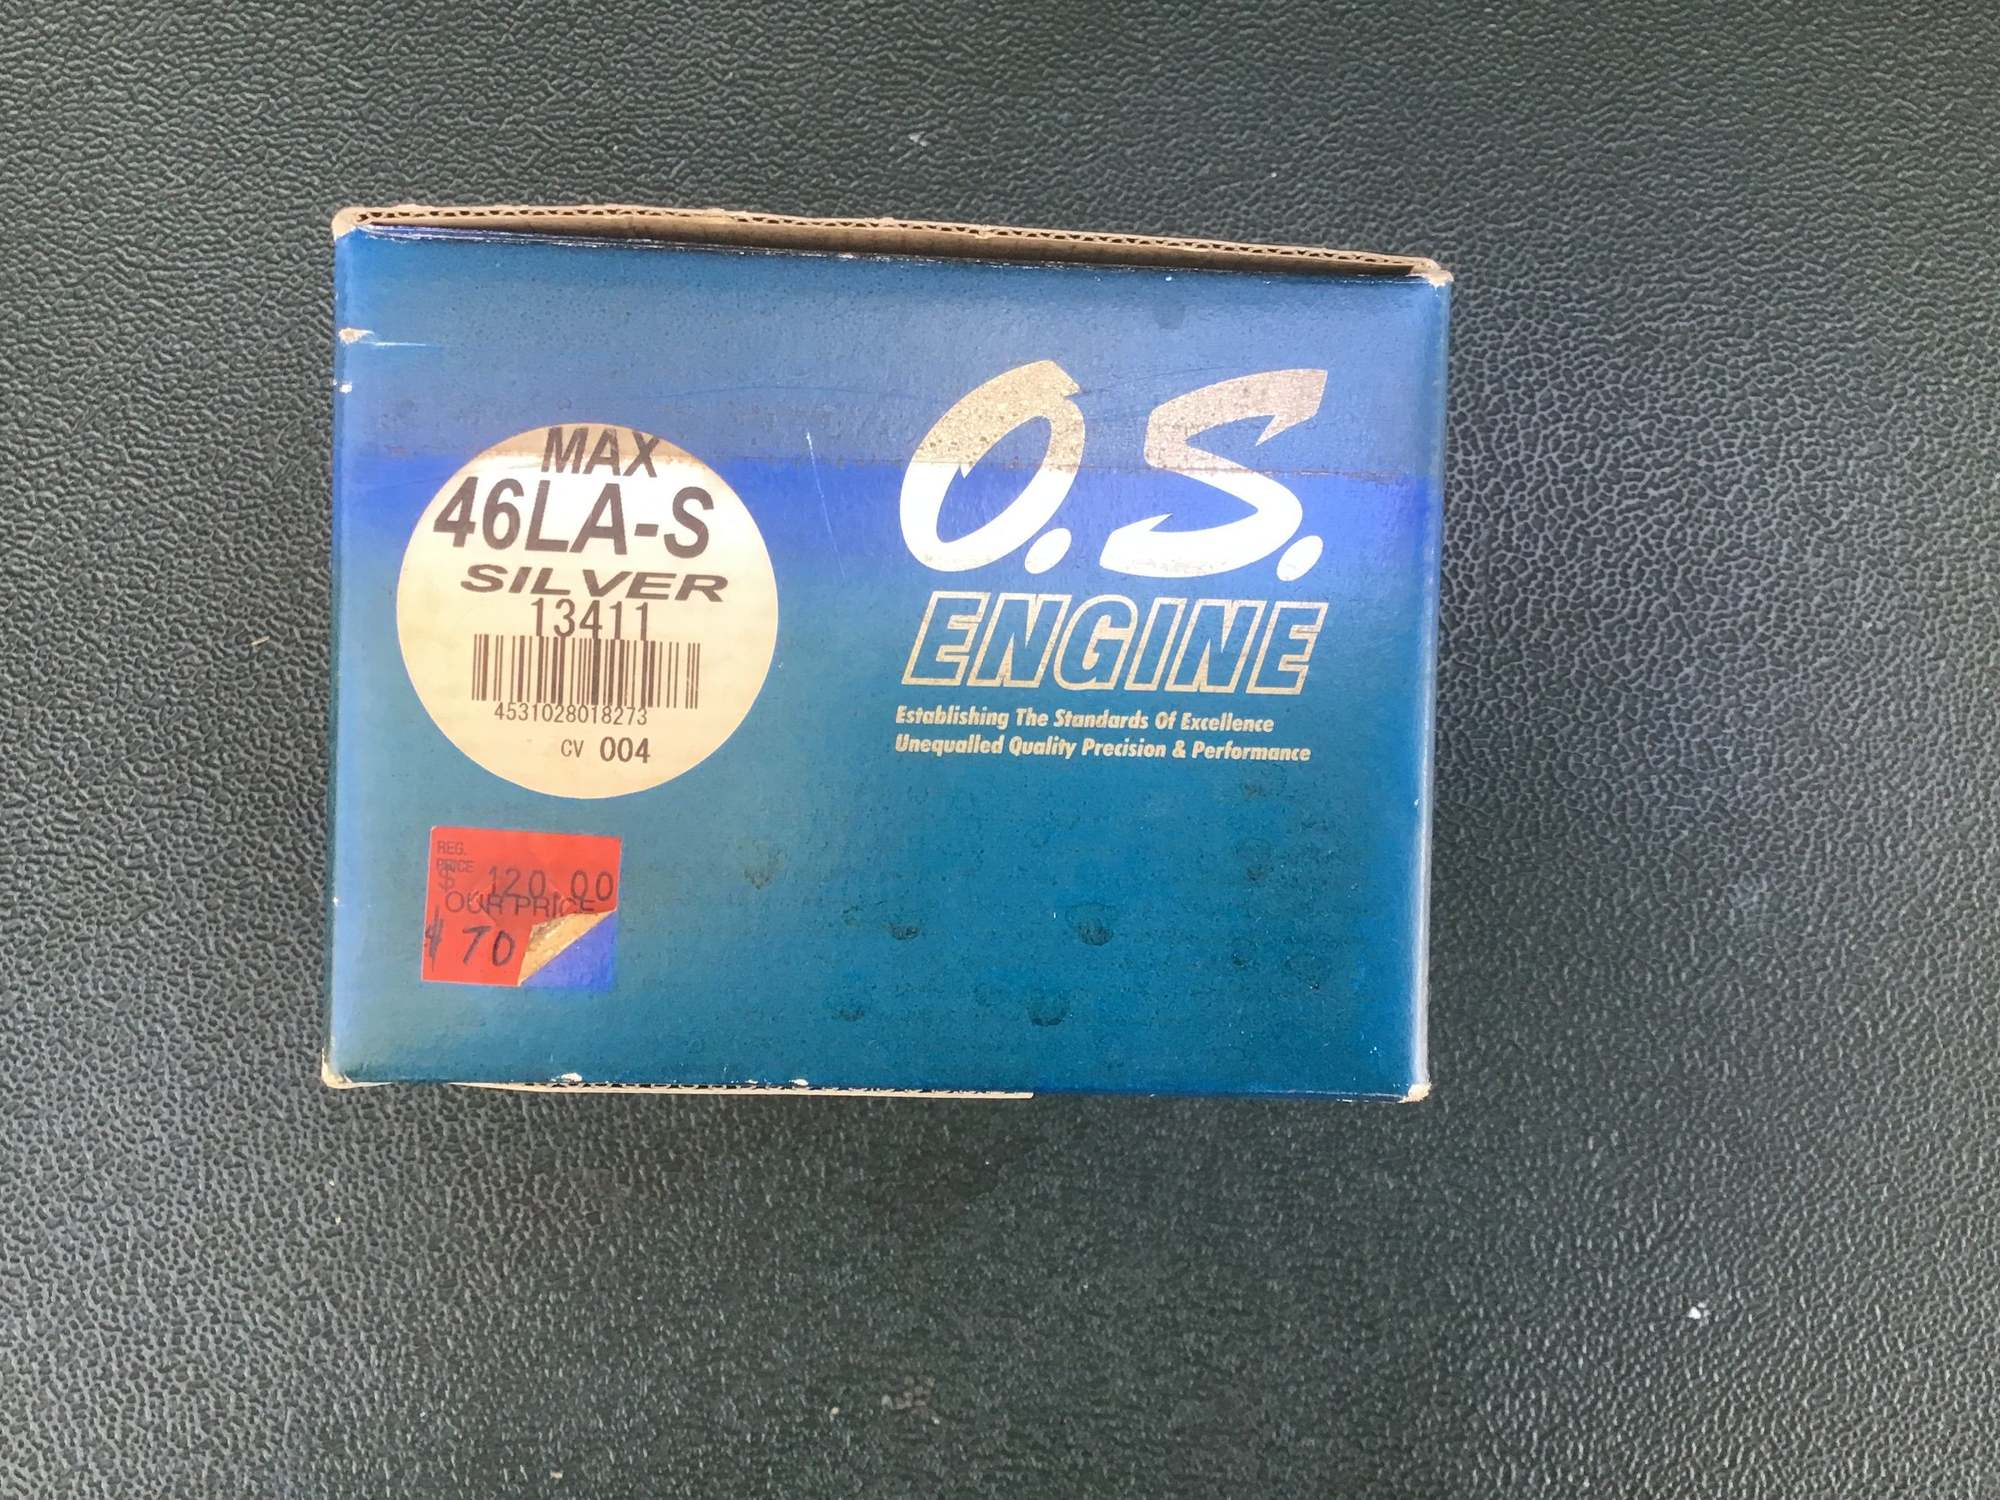 MAX
46LA-S
SILVER
13411
4531028018273
CV 004
O.S.
ENGINE
Establishing The Standards Of Excellence
Unequalled Quality Precision & Performance
REG.
PRICE
$ 120.00
OUR PRICE
$ 70